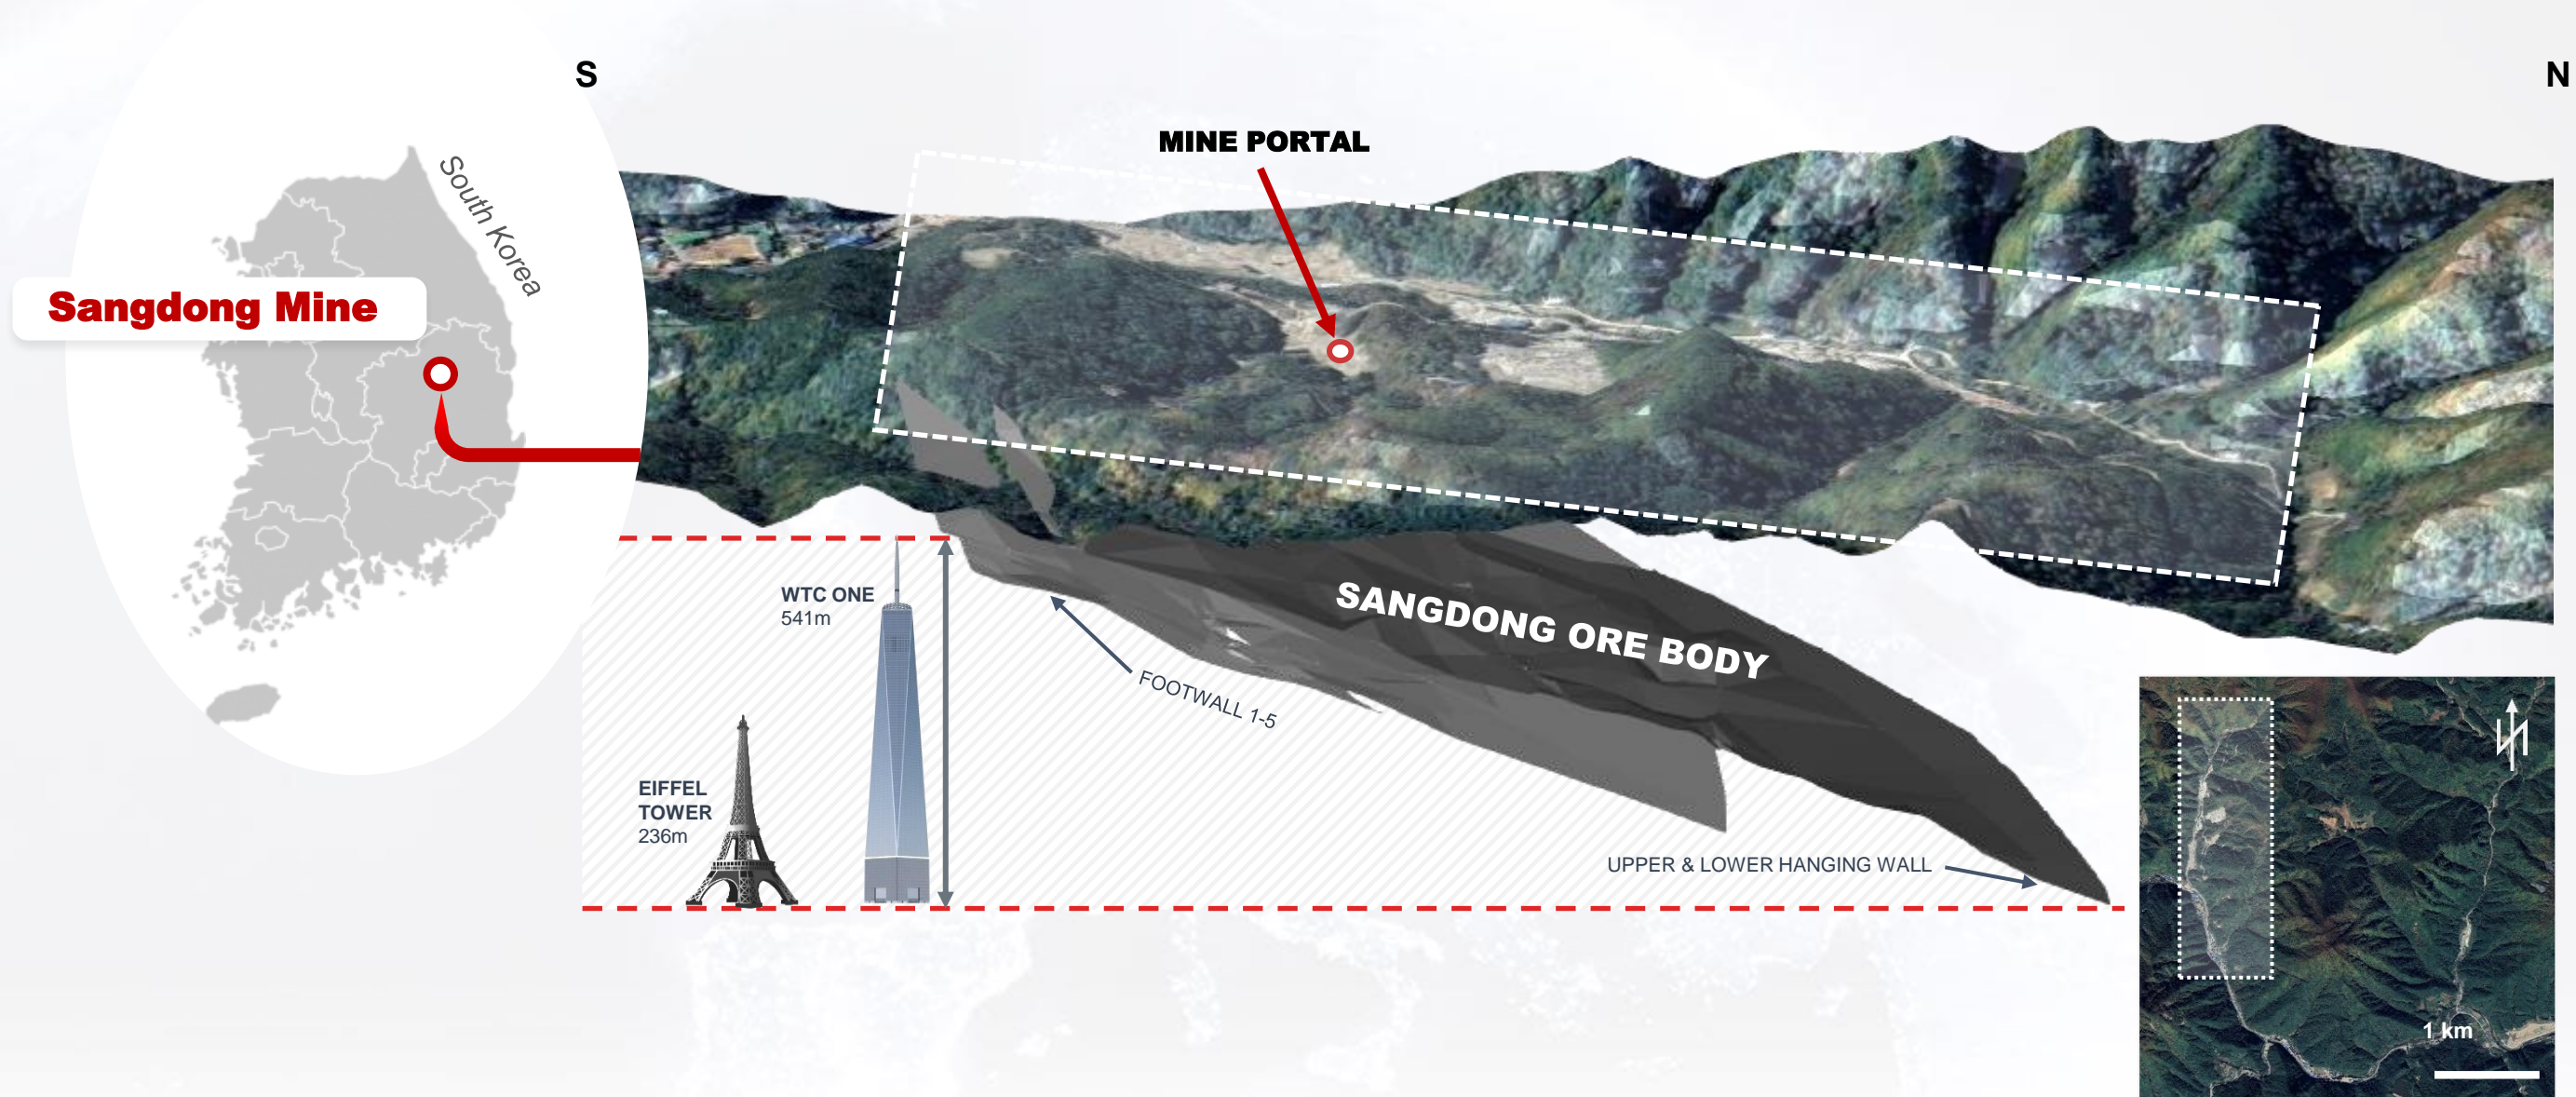 S
N
MINE PORTAL
South Korea
Sangdong Mine
WTC ONE
541m
SANGDONG ORE BODY
FOOTWALL 1-5
EIFFEL
TOWER
236m
UPPER & LOWER HANGING WALL
N
1 km